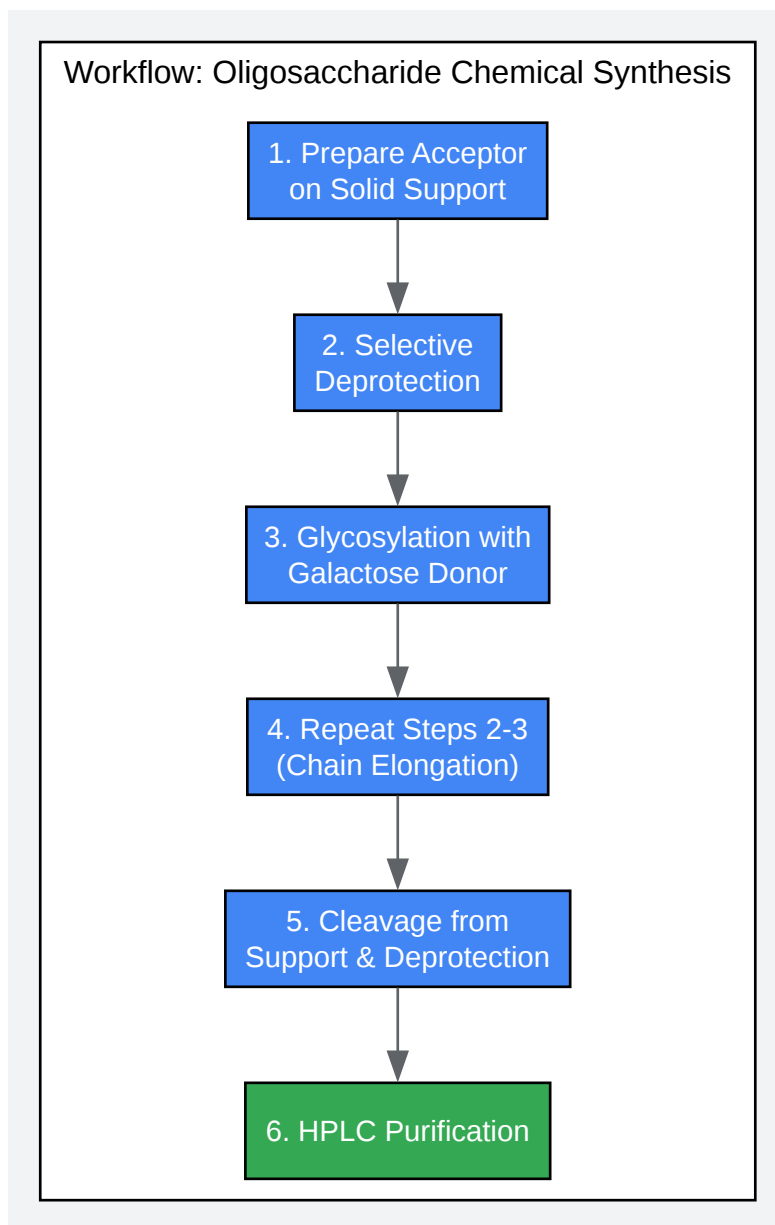 Workflow: Oligosaccharide Chemical Synthesis
1. Prepare Acceptor
on Solid Support
2. Selective
Deprotection
3. Glycosylation with
Galactose Donor
4. Repeat Steps 2-3
(Chain Elongation)
5. Cleavage from
Support & Deprotection
6. HPLC Purification